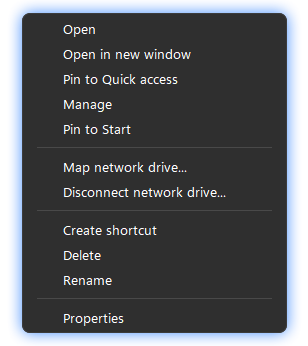 Open
Open in new window
Pin to Quick access
Manage
Pin to Start
Map network drive...
Disconnect network drive...
Create shortcut
Delete
Rename
Properties